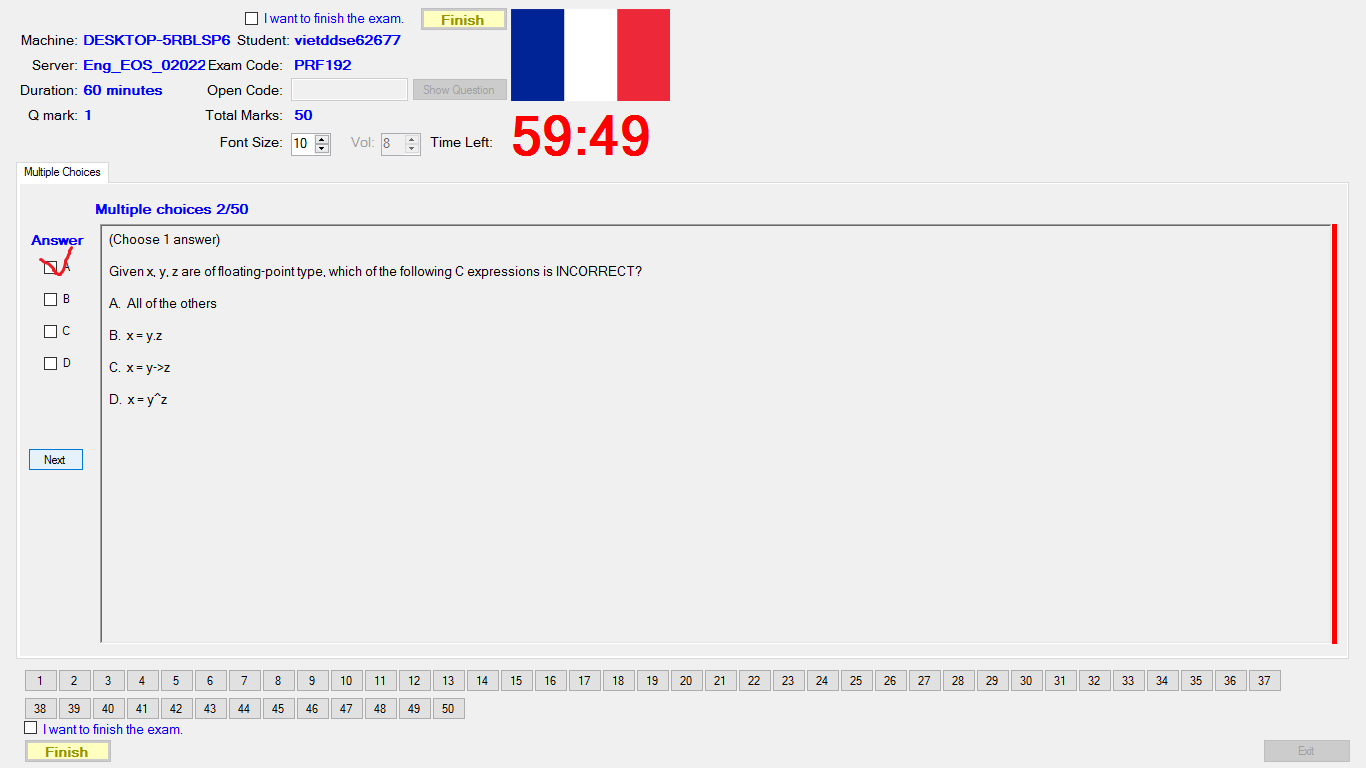 I want to finish the exam.
Finish
Machine: DESKTOP-5RBLSP6 Student: vietddse62677
Server: Eng_EOS_02022 Exam Code: PRF192
Duration: 60 minutes Open Code: Show Question
Q mark: 1 Total Marks: 50
59:49
Font Size: 10 Vol: 8 Time Left:
Multiple Choices
Multiple choices 2/50
Answer
(Choose 1 answer)
A
Given x, y, z are of floating-point type, which of the following C expressions is INCORRECT?
B
A. All of the others
C
B. x = y.z
D
C. x = y->z
D. x = y^z
Next
1 2 3 4 5 6 7 8 9 10 11 12 13 14 15 16 17 18 19 20 21 22 23 24 25 26 27 28 29 30 31 32 33 34 35 36 37
38 39 40 41 42 43 44 45 46 47 48 49 50
I want to finish the exam.
Finish
Exit